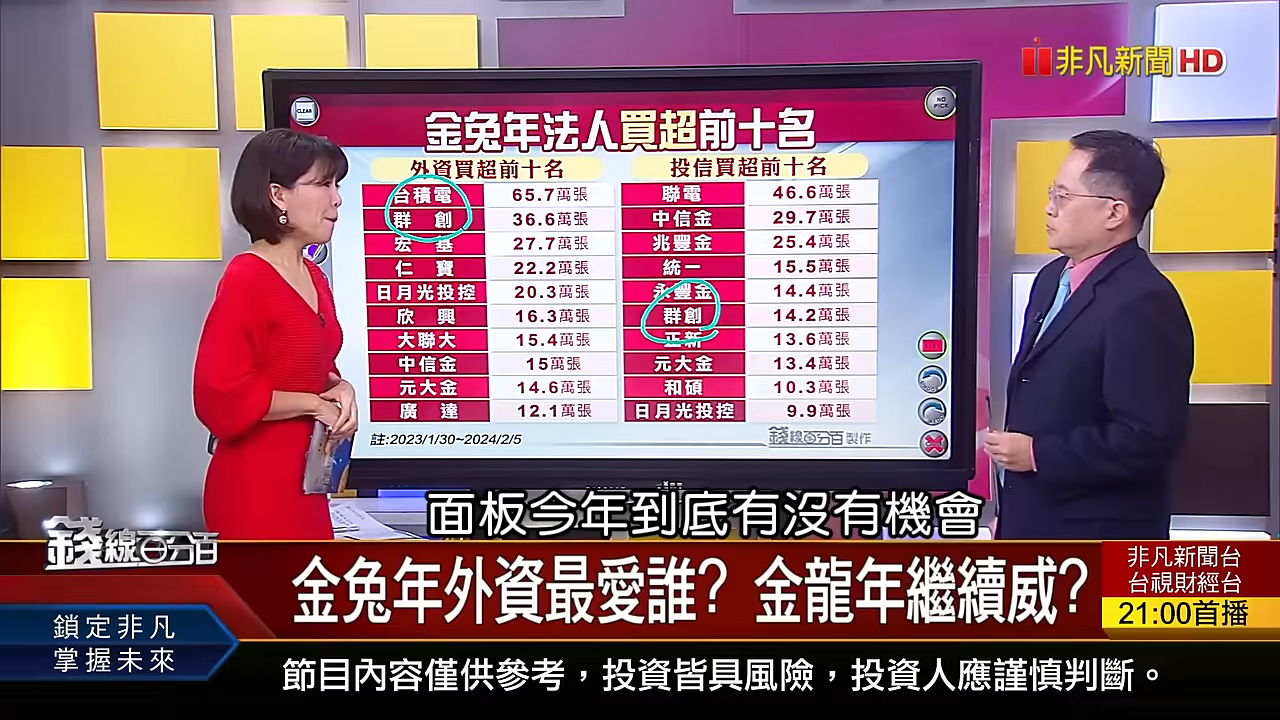 非凡新聞HD
CLEAR
NO PICK
金兔年法人買超前十名
外資買超前十名
台積電 65.7萬張
群創 36.6萬張
宏碁 27.7萬張
仁寶 22.2萬張
日月光投控 20.3萬張
欣興 16.3萬張
大聯大 15.4萬張
中信金 15萬張
元大金 14.6萬張
廣達 12.1萬張
投信買超前十名
聯電 46.6萬張
中信金 29.7萬張
兆豐金 25.4萬張
統一 15.5萬張
永豐金 14.4萬張
群創 14.2萬張
正新 13.6萬張
元大金 13.4萬張
和碩 10.3萬張
日月光投控 9.9萬張
註:2023/1/30~2024/2/5
錢線百分百 製作
面板今年到底有沒有機會
錢線百分百
金兔年外資最愛誰? 金龍年繼續威?
非凡新聞台
台視財經台
21:00首播
鎖定非凡
掌握未來
節目內容僅供參考，投資皆具風險，投資人應謹慎判斷。